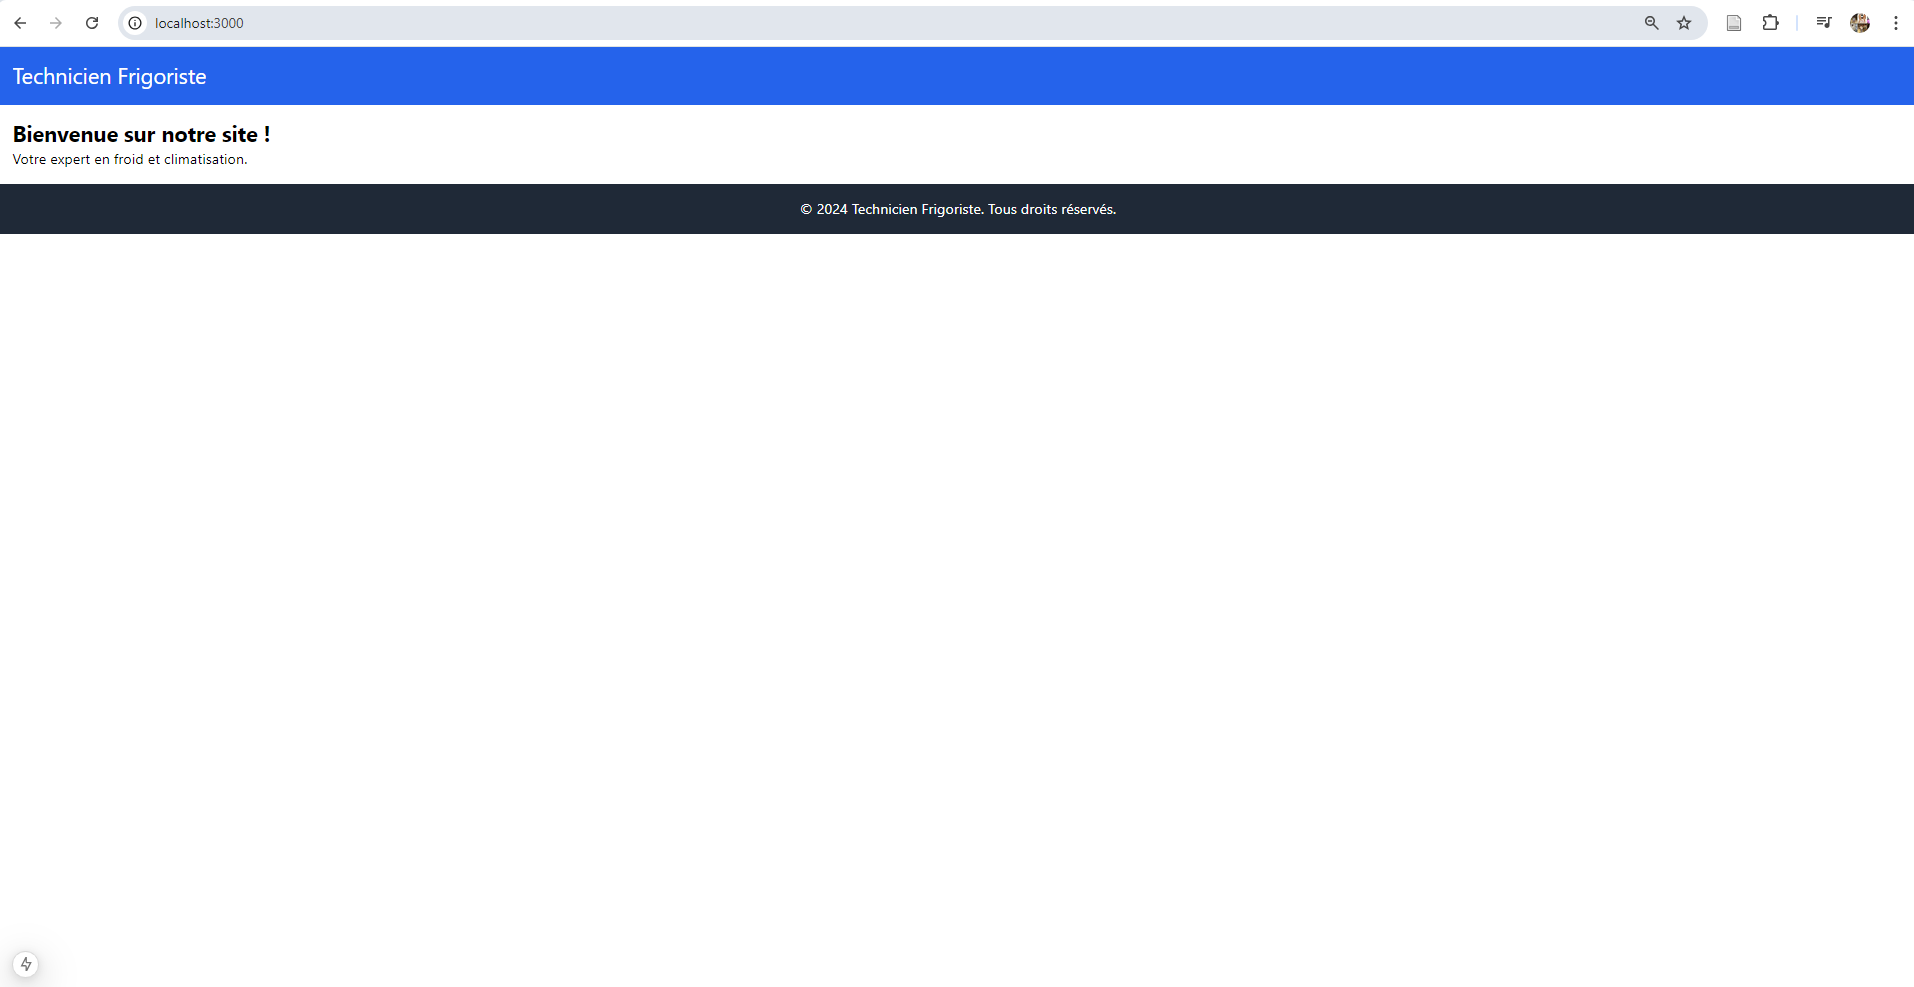 localhost:3000
Technicien Frigoriste
Bienvenue sur notre site !
Votre expert en froid et climatisation.
© 2024 Technicien Frigoriste. Tous droits réservés.